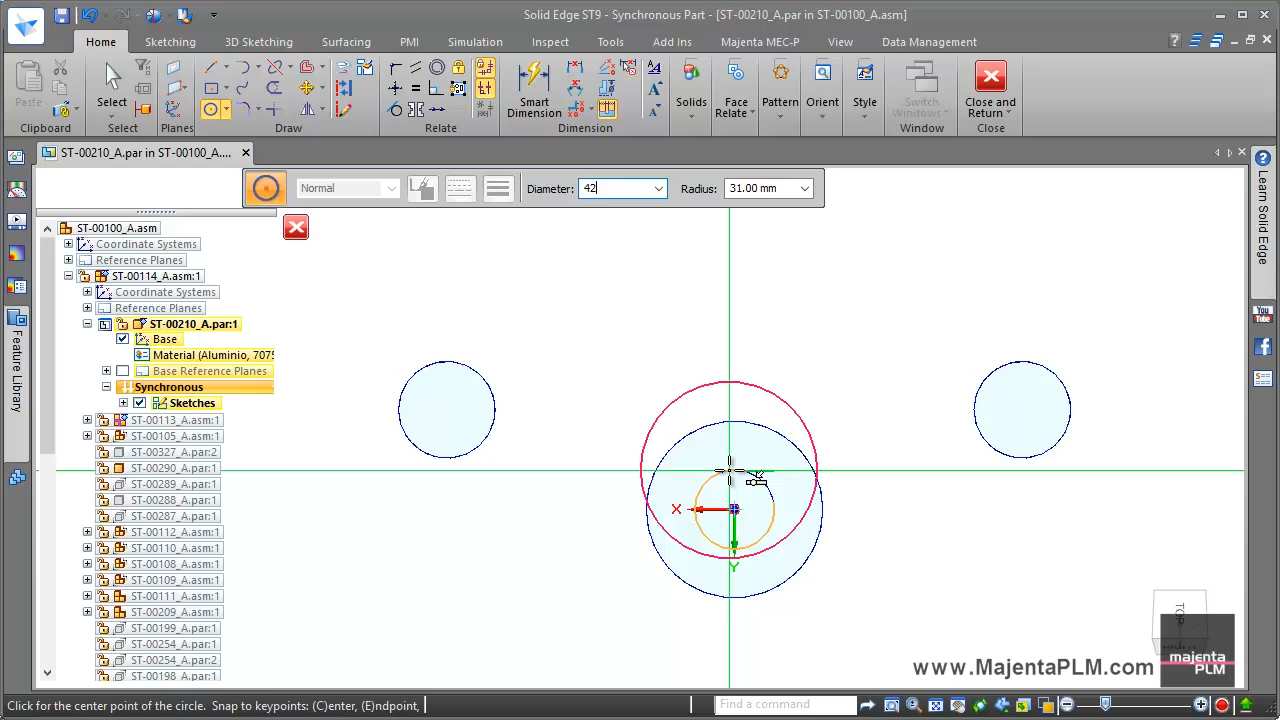 Solid Edge ST9 - Synchronous Part - [ST-00210_A.par in ST-00100_A.asm]
Home
Sketching
3D Sketching
Surfacing
PMI
Simulation
Inspect
Tools
Add Ins
Majenta MEC-P
View
Data Management
Paste
Select
Smart Dimension
Solids
Face Relate
Pattern
Orient
Style
Switch Windows
Close and Return
Clipboard
Select
Planes
Draw
Relate
Dimension
Window
Close
ST-00210_A.par in ST-00100_A....
Normal
Diameter: 42
Radius: 31.00 mm
ST-00100_A.asm
Coordinate Systems
Reference Planes
ST-00114_A.asm:1
Coordinate Systems
Reference Planes
ST-00210_A.par:1
Base
Material (Aluminio, 7075
Base Reference Planes
Synchronous
Sketches
ST-00113_A.asm:1
ST-00105_A.asm:1
ST-00327_A.par:2
ST-00290_A.par:1
ST-00289_A.par:1
ST-00288_A.par:1
ST-00287_A.par:1
ST-00112_A.asm:1
ST-00110_A.asm:1
ST-00108_A.asm:1
ST-00109_A.asm:1
ST-00111_A.asm:1
ST-00209_A.asm:1
ST-00199_A.par:1
ST-00254_A.par:1
ST-00254_A.par:2
ST-00198_A.par:1
X
Y
TOP
Feature Library
Learn Solid Edge
www.MajentaPLM.com
majenta
PLM
Click for the center point of the circle. Snap to keypoints: (C)enter, (E)ndpoint,
Find a command